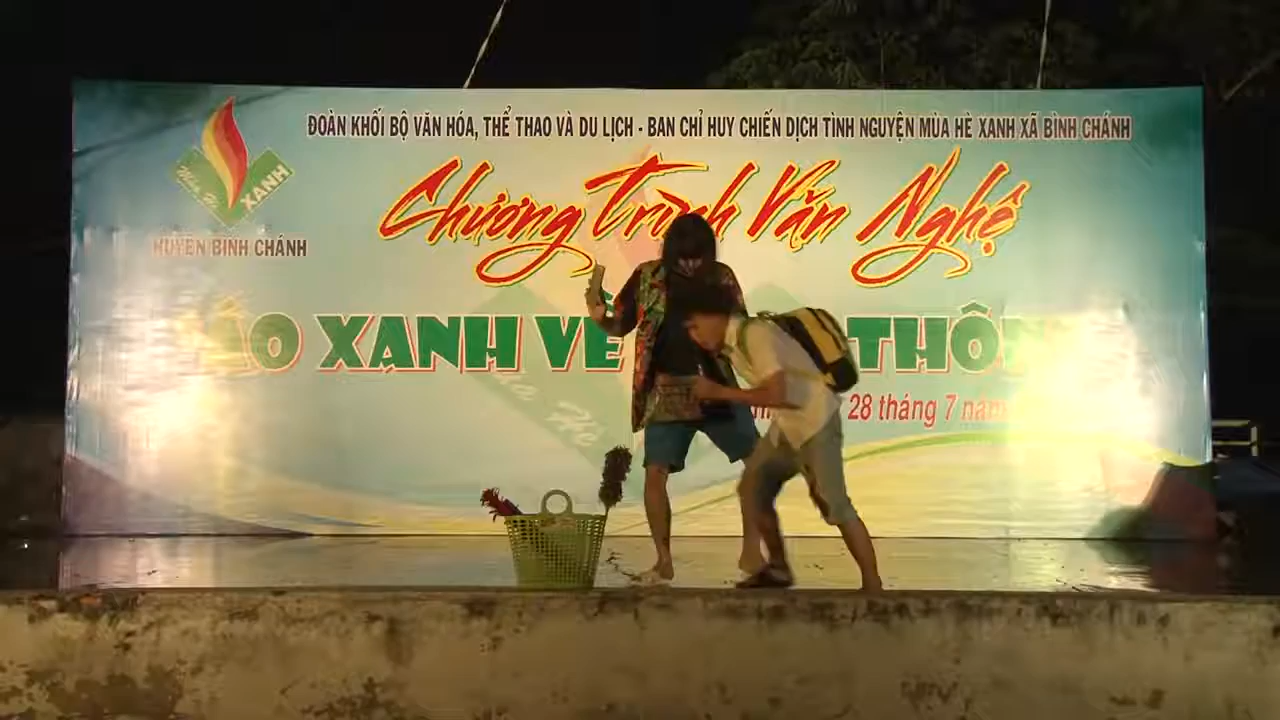 ĐOÀN KHỐI BỘ VĂN HÓA, THỂ THAO VÀ DU LỊCH - BAN CHỈ HUY CHIẾN DỊCH TÌNH NGUYỆN MÙA HÈ XANH XÃ BÌNH CHÁNH
XANH
HUYỆN BÌNH CHÁNH
Chương Trình Văn Nghệ
ÁO XANH VỀ THÔN
28 tháng 7 năm